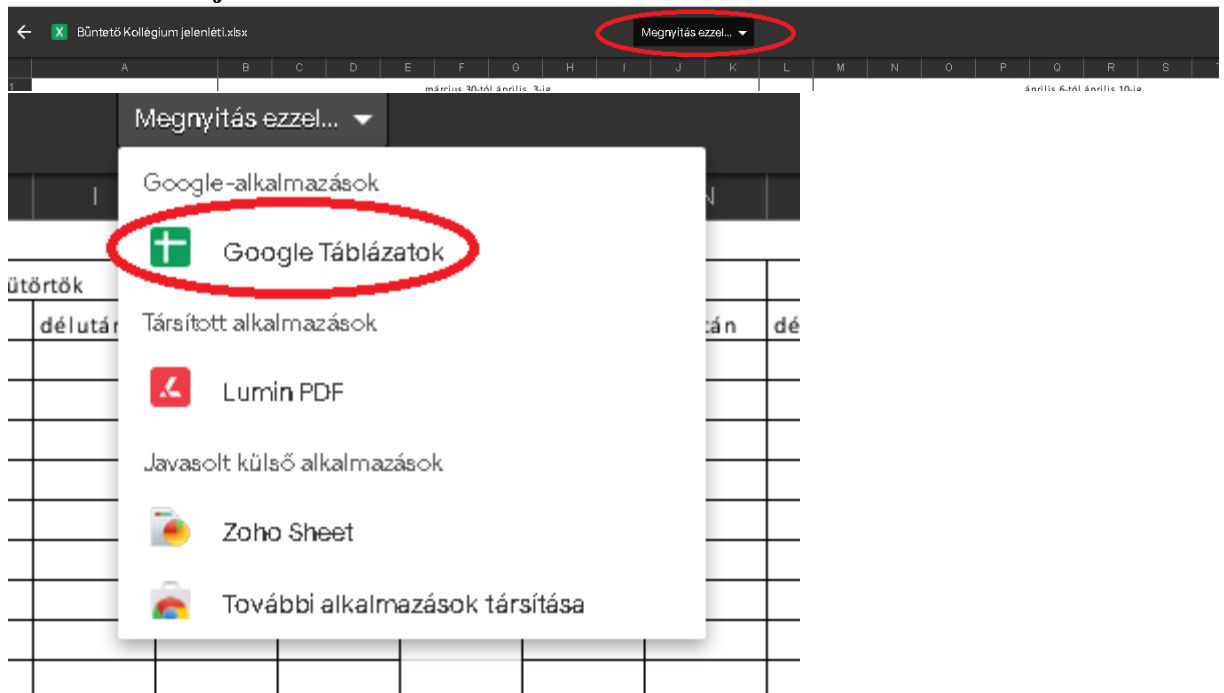 ← X Bűntető Kollégium jelenléti.xlsx Megnyitás ezzel...
A B C D E F G H I J K L M N O P Q R S
1 március 30-tól április 3-ig április 6-tól április 10-ig
Megnyitás ezzel...
I
Google-alkalmazások
Google Táblázatok
ütörtök
délután Társított alkalmazások tán dé
Lumin PDF
Javasolt külső alkalmazások
Zoho Sheet
További alkalmazások társítása